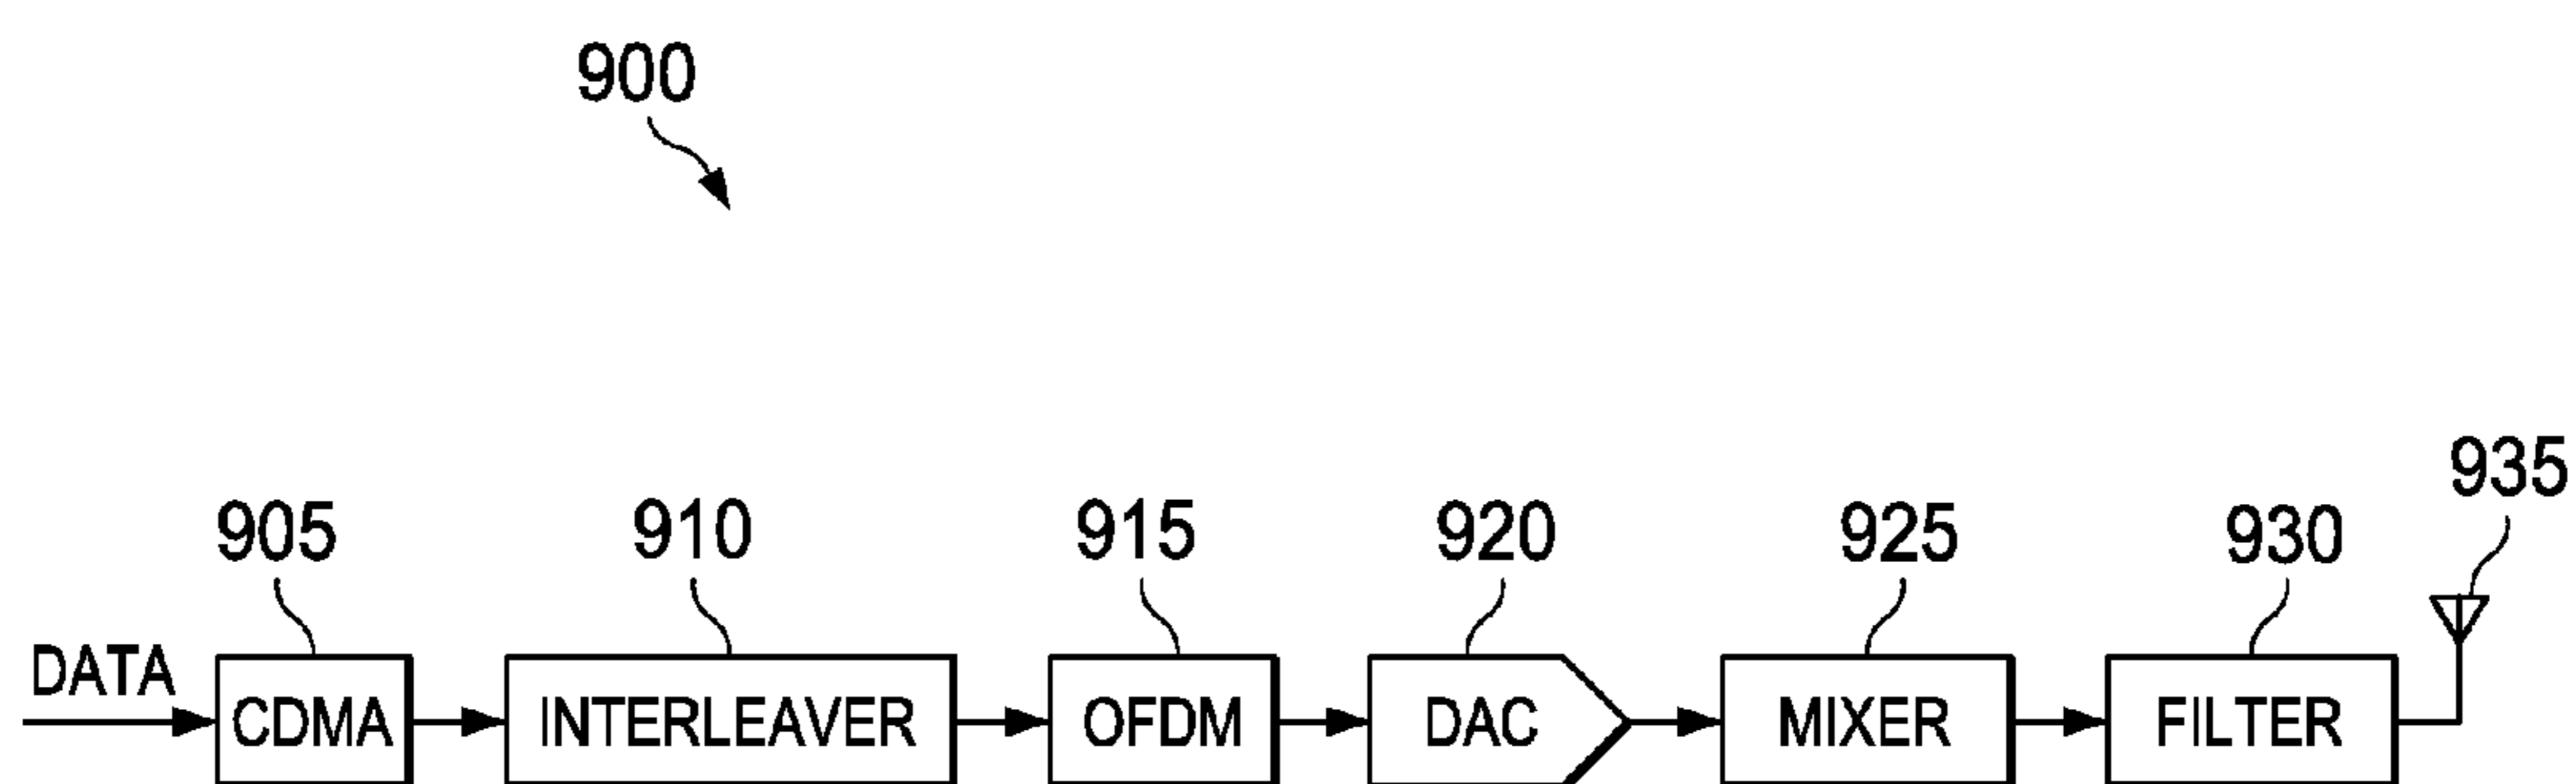 900
935
905 910 915 920 925 930
DATA
CDMA INTERLEAVER OFDM DAC MIXER FILTER